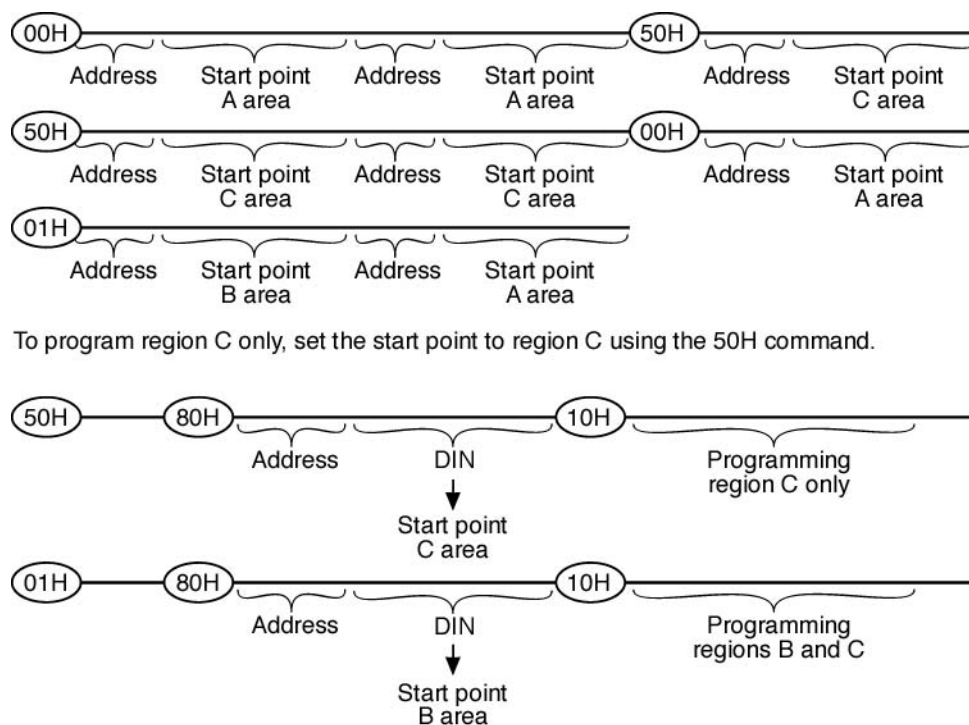 00H 50H
Address Start point Address Start point Address Start point
A area A area C area
50H 00H
Address Start point Address Start point Address Start point
C area C area A area
01H
Address Start point Address Start point
B area A area
To program region C only, set the start point to region C using the 50H command.
50H 80H 10H
Address DIN Programming
region C only
Start point
C area
01H 80H 10H
Address DIN Programming
regions B and C
Start point
B area